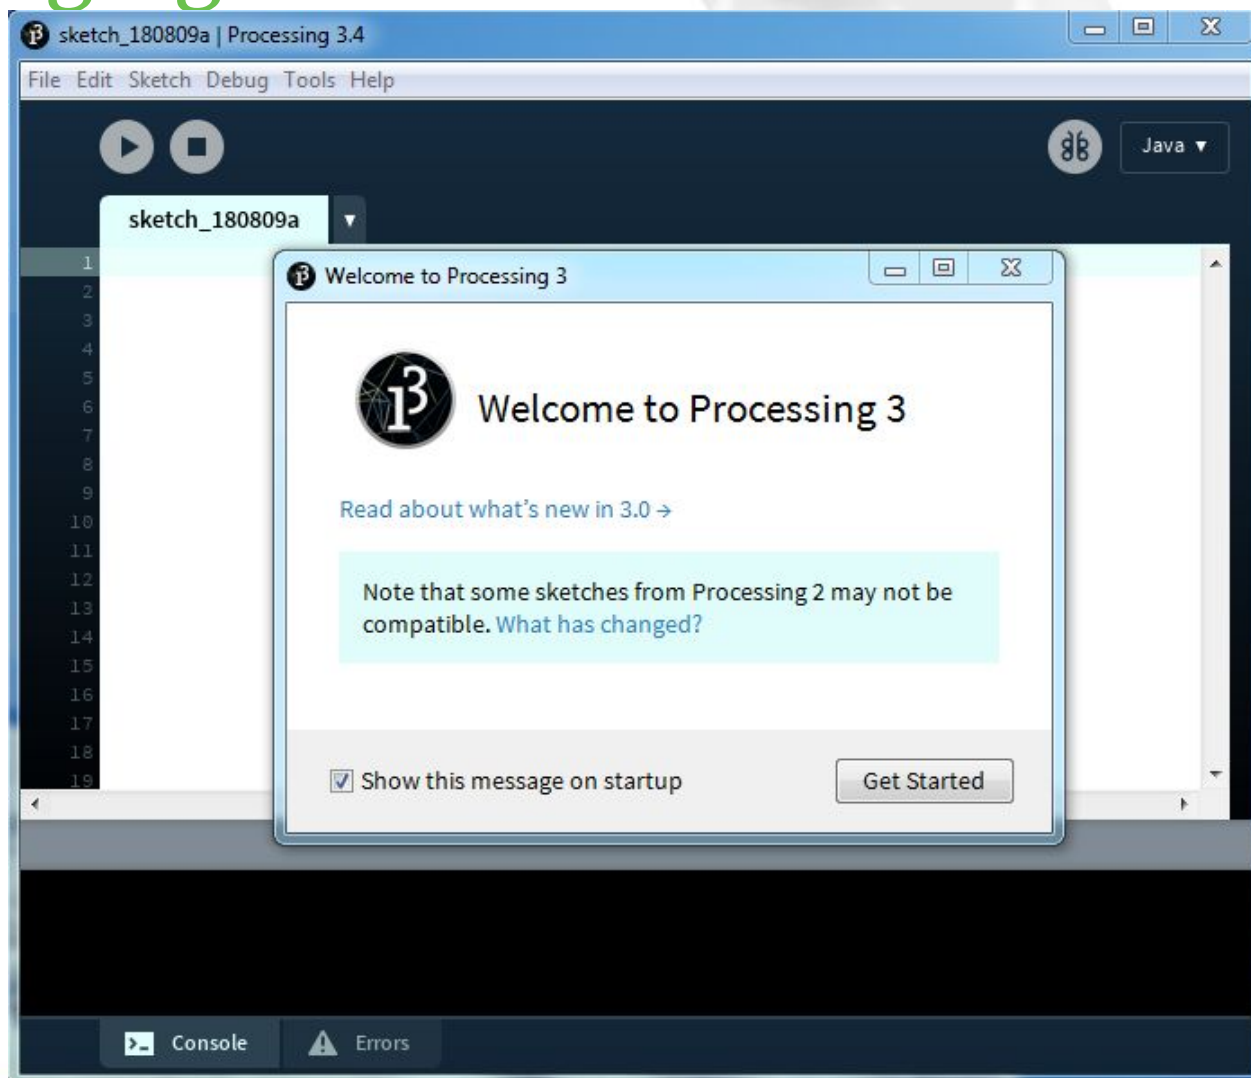 sketch_180809a | Processing 3.4
File Edit Sketch Debug Tools Help
Java ▾
sketch_180809a ▾
1
2
3
4
5
6
7
8
9
10
11
12
13
14
15
16
17
18
19
Welcome to Processing 3
Welcome to Processing 3
Read about what's new in 3.0 →
Note that some sketches from Processing 2 may not be
compatible. What has changed?
Show this message on startup
Get Started
Console
Errors